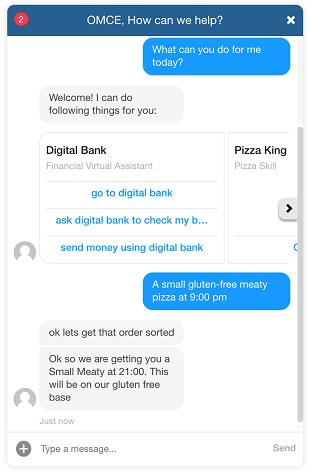 2
OMCE, How can we help?
What can you do for me
today?
Welcome! I can do
following things for you:
Digital Bank
Financial Virtual Assistant
go to digital bank
ask digital bank to check my b...
send money using digital bank
Pizza King
Pizza Skill
A small gluten-free meaty
pizza at 9:00 pm
ok lets get that order sorted
Ok so we are getting you a
Small Meaty at 21:00. This
will be on our gluten free
base
Just now
Type a message...
Send